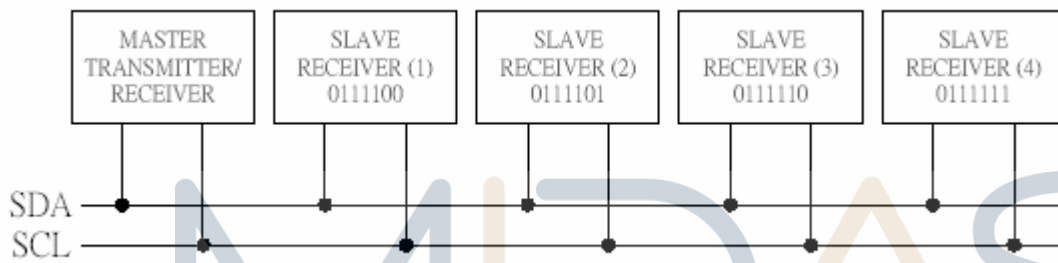 MASTER
TRANSMITTER/
RECEIVER
SLAVE
RECEIVER (1)
0111100
SLAVE
RECEIVER (2)
0111101
SLAVE
RECEIVER (3)
0111110
SLAVE
RECEIVER (4)
0111111
SDA
SCL
MIDAS